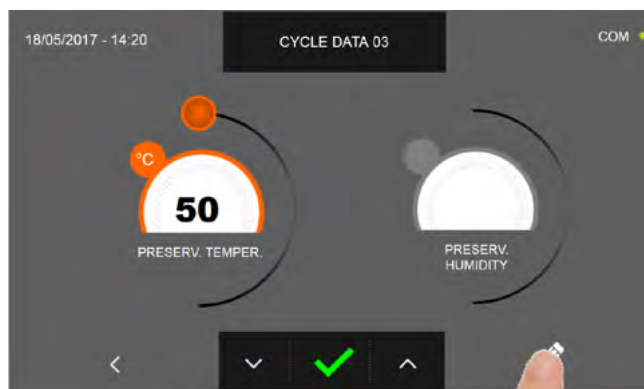 18/05/2017 - 14:20
CYCLE DATA 03
COM
°C
50
PRESERV. TEMPER.
PRESERV.
HUMIDITY